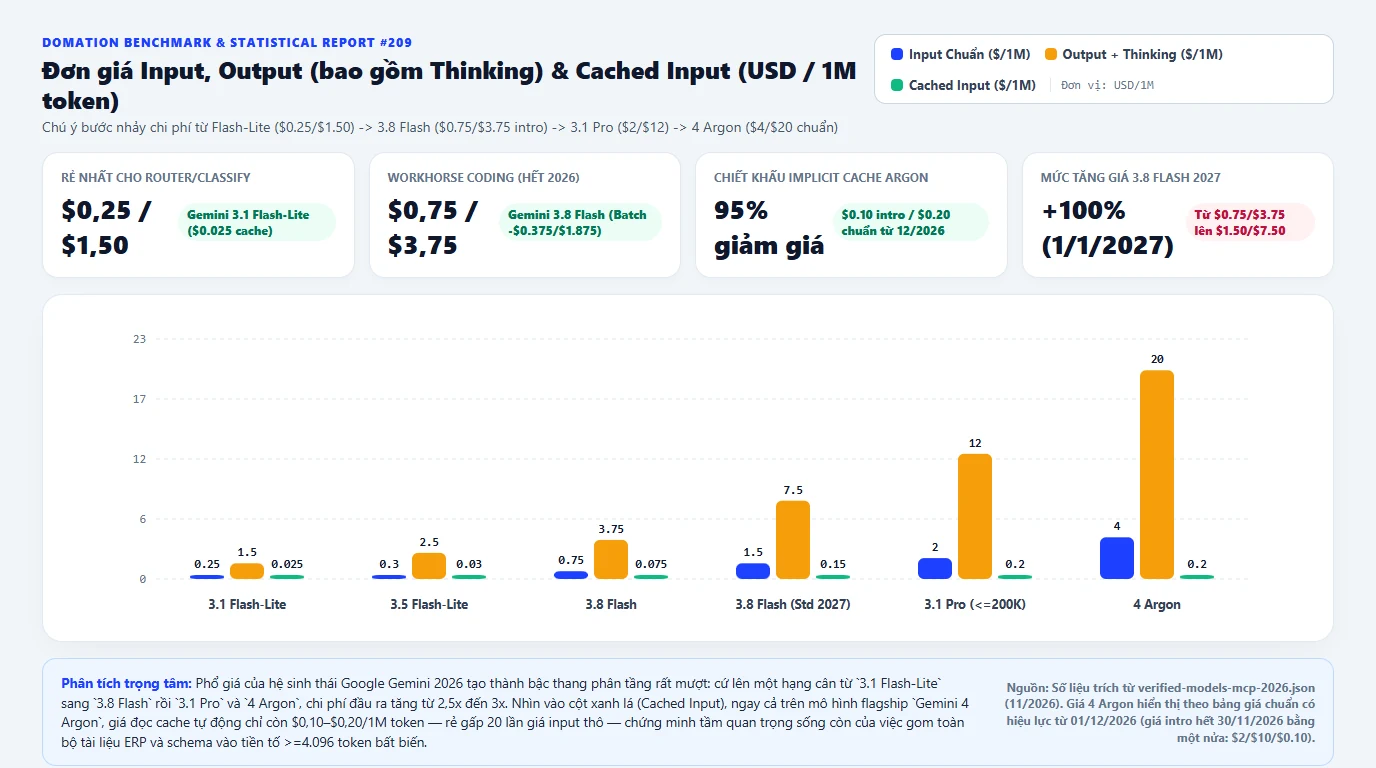 DOMATION BENCHMARK & STATISTICAL REPORT #209
Đơn giá Input, Output (bao gồm Thinking) & Cached Input (USD / 1M
token)
Chú ý bước nhảy chi phí từ Flash-Lite ($0.25/$1.50) -> 3.8 Flash ($0.75/$3.75 intro) -> 3.1 Pro ($2/$12) -> 4 Argon ($4/$20 chuẩn)
Input Chuẩn ($/1M)
Output + Thinking ($/1M)
Cached Input ($/1M)
Đơn vị: USD/1M
RẺ NHẤT CHO ROUTER/CLASSIFY
$0,25 /
$1,50
Gemini 3.1 Flash-Lite
($0.025 cache)
WORKHORSE CODING (HẾT 2026)
$0,75 /
$3,75
Gemini 3.8 Flash (Batch
-$0.375/$1.875)
CHIẾT KHẤU IMPLICIT CACHE ARGON
95%
giảm giá
$0.10 intro / $0.20
chuẩn từ 12/2026
MỨC TĂNG GIÁ 3.8 FLASH 2027
+100%
(1/1/2027)
Từ $0.75/$3.75
lên $1.50/$7.50
23
17
12
6
0
0.25
1.5
0.025
0.3
2.5
0.03
0.75
3.75
0.075
1.5
7.5
0.15
2
12
0.2
4
20
0.2
3.1 Flash-Lite
3.5 Flash-Lite
3.8 Flash
3.8 Flash (Std 2027)
3.1 Pro (<=200K)
4 Argon
Phân tích trọng tâm: Phổ giá của hệ sinh thái Google Gemini 2026 tạo thành bậc thang phân tầng rất mượt: cứ lên một hạng cân từ `3.1 Flash-Lite`
sang `3.8 Flash` rồi `3.1 Pro` và `4 Argon`, chi phí đầu ra tăng từ 2,5x đến 3x. Nhìn vào cột xanh lá (Cached Input), ngay cả trên mô hình flagship `Gemini 4
Argon`, giá đọc cache tự động chỉ còn $0,10–$0,20/1M token — rẻ gấp 20 lần giá input thô — chứng minh tầm quan trọng sống còn của việc gom toàn
bộ tài liệu ERP và schema vào tiền tố >=4.096 token bất biến.
Nguồn: Số liệu trích từ verified-models-mcp-2026.json
(11/2026). Giá 4 Argon hiển thị theo bảng giá chuẩn có
hiệu lực từ 01/12/2026 (giá intro hết 30/11/2026 bằng
một nửa: $2/$10/$0.10).